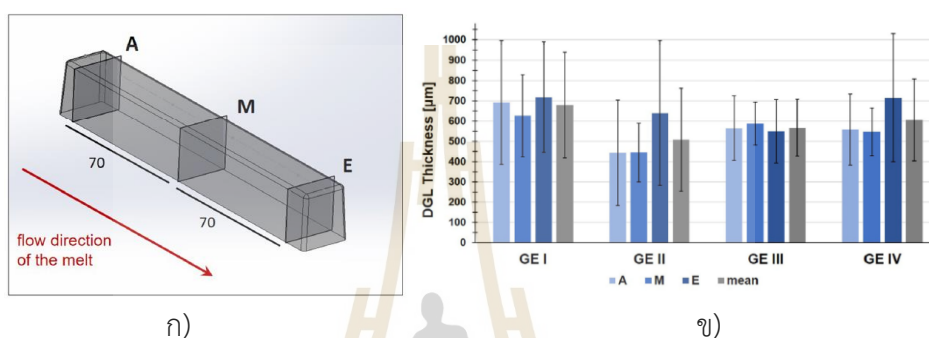 A
M
E
70
70
flow direction
of the melt
ก)
DGL Thickness [µm]
1000
900
800
700
600
500
400
300
200
100
0
GE I
GE II
GE III
GE IV
A
M
E
mean
ข)